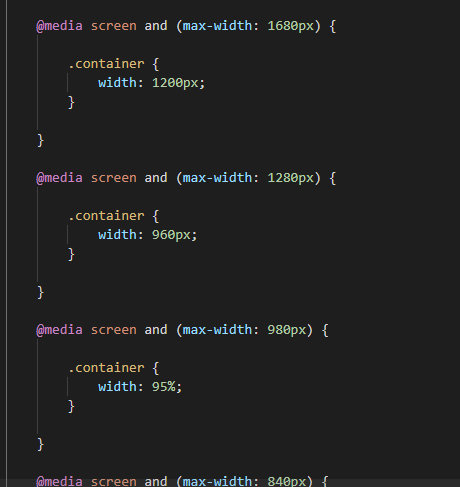 @media screen and (max-width: 1680px) {
.container {
width: 1200px;
}
}
@media screen and (max-width: 1280px) {
.container {
width: 960px;
}
}
@media screen and (max-width: 980px) {
.container {
width: 95%;
}
}
@media screen and (max-width: 840px) {